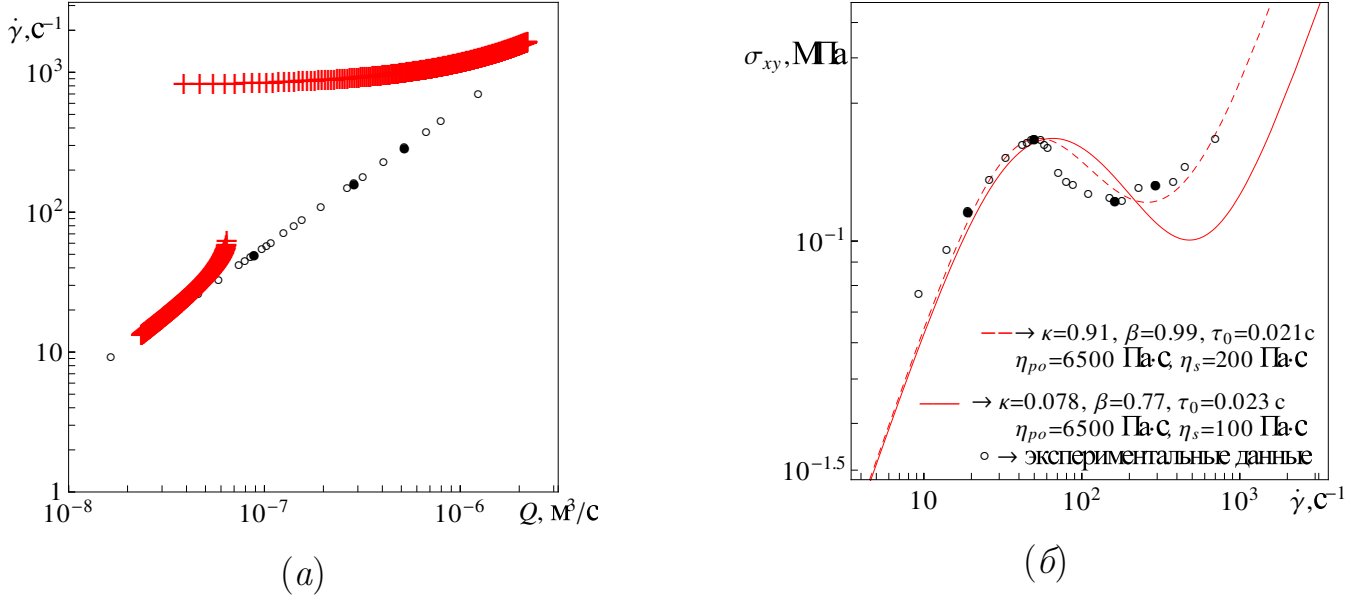 γ̇,с⁻¹
10³
10²
10
1
10⁻⁸
10⁻⁷
10⁻⁶
Q, м³/с
(а)
σxy, МПа
10⁻¹
10⁻¹·⁵
10
10²
10³
γ̇,с⁻¹
→ κ=0.91, β=0.99, τ₀=0.021с
ηpo=6500 Па·с, ηs=200 Па·с
→ κ=0.078, β=0.77, τ₀=0.023 с
ηpo=6500 Па·с, ηs=100 Па·с
→ экспериментальные данные
(б)